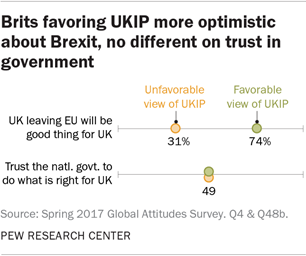 Brits favoring UKIP more optimistic
about Brexit, no different on trust in
government
Unfavorable
view of UKIP
Favorable
view of UKIP
UK leaving EU will be
good thing for UK
31%
74%
Trust the natl. govt. to
do what is right for UK
49
Source: Spring 2017 Global Attitudes Survey. Q4 & Q48b.
PEW RESEARCH CENTER